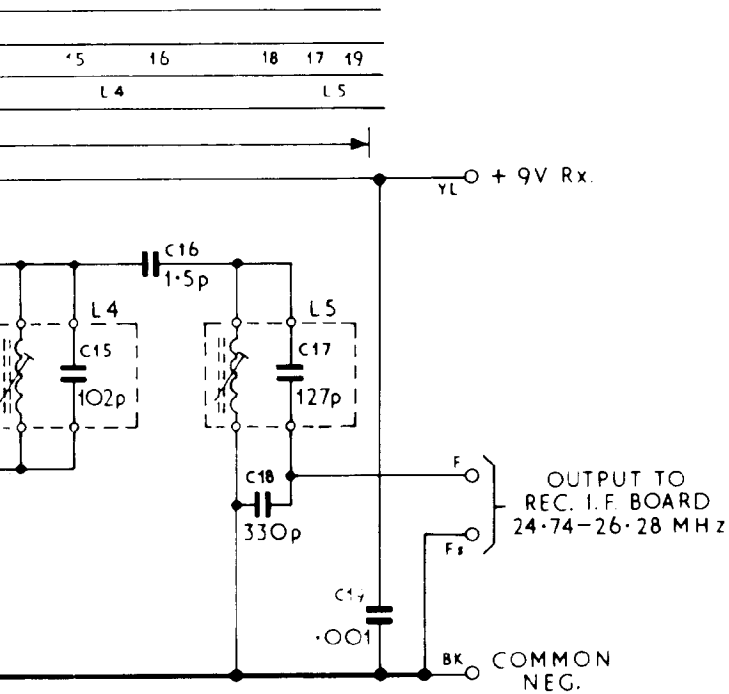 15 16 18 17 19
L4 L5
+ 9V Rx.
YL
C16
1·5p
L4
L5
C15
C17
102p
127p
F
C18
OUTPUT TO
REC. I.F. BOARD
24·74–26·28 MHz
330p
Fs
C19
·001
BK
COMMON
NEG.